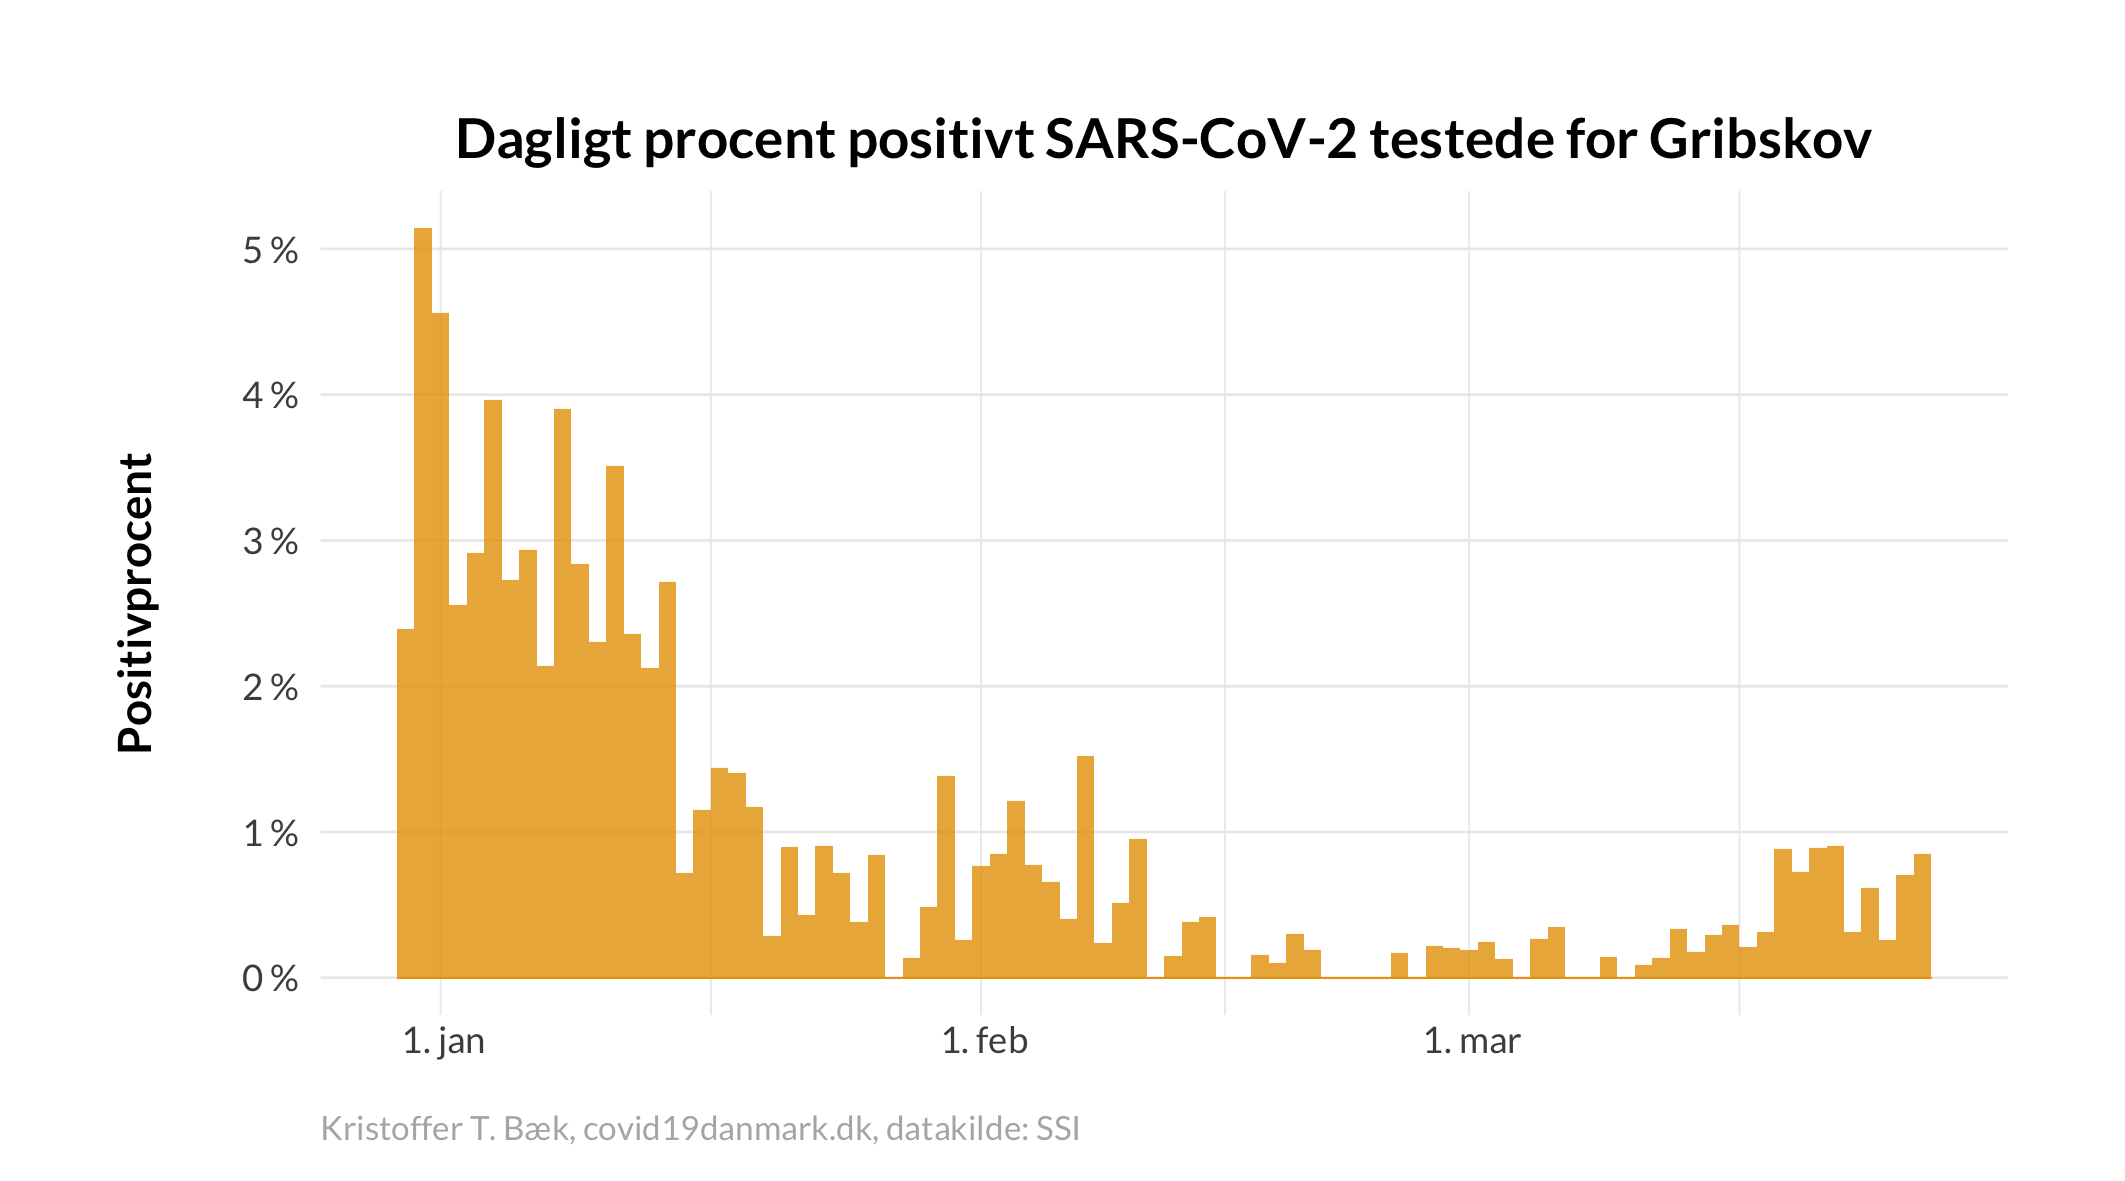 Dagligt procent positivt SARS-CoV-2 testede for Gribskov
Positivprocent
5 %
4 %
3 %
2 %
1 %
0 %
1. jan
1. feb
1. mar
Kristoffer T. Bæk, covid19danmark.dk, datakilde: SSI